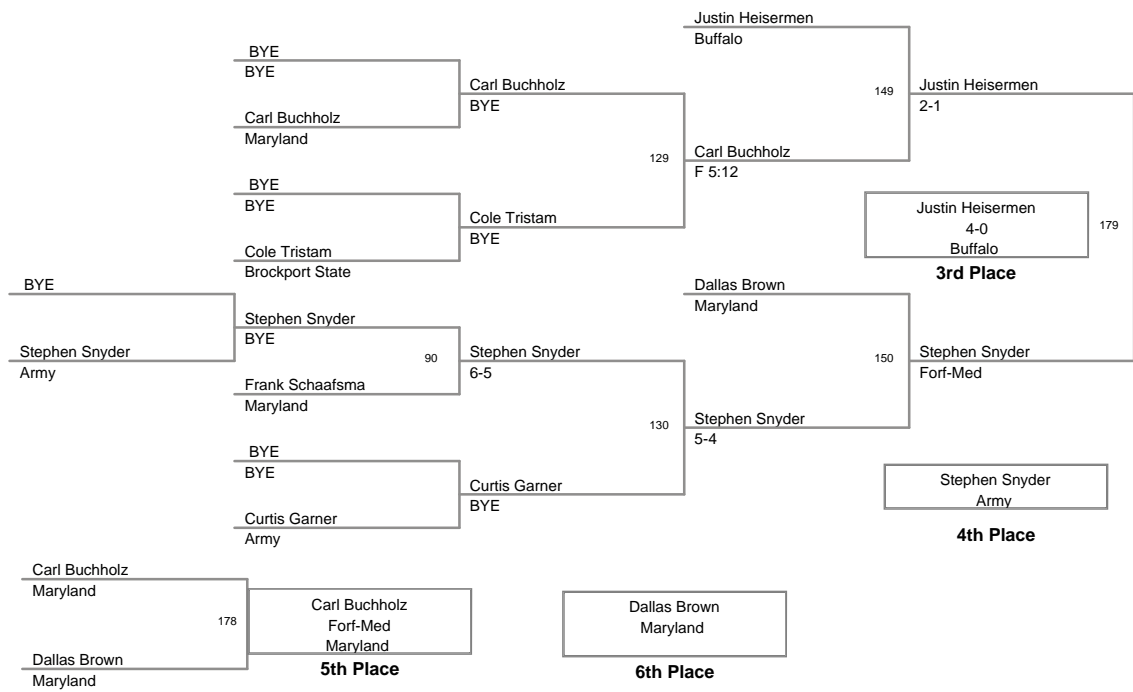 Justin Heisermen
Buffalo
BYE
BYE
Carl Buchholz
BYE
149
Justin Heisermen
2-1
Carl Buchholz
Maryland
129
Carl Buchholz
F 5:12
BYE
BYE
Justin Heisermen
4-0
Buffalo
179
3rd Place
Cole Tristam
BYE
Cole Tristam
Brockport State
BYE
Dallas Brown
Maryland
Stephen Snyder
BYE
Stephen Snyder
Army
90
Stephen Snyder
6-5
150
Stephen Snyder
Forf-Med
Frank Schaafsma
Maryland
130
Stephen Snyder
5-4
BYE
BYE
Curtis Garner
BYE
Stephen Snyder
Army
4th Place
Curtis Garner
Army
Carl Buchholz
Maryland
178
Carl Buchholz
Forf-Med
Maryland
5th Place
Dallas Brown
Maryland
6th Place
Dallas Brown
Maryland